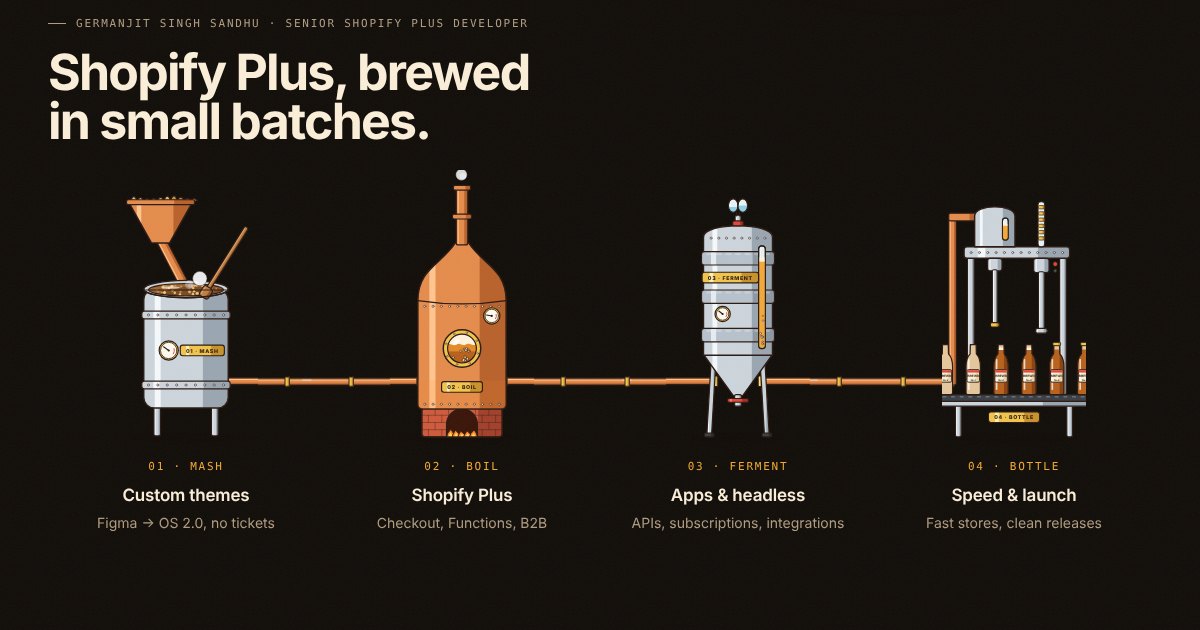 GERMANJIT SINGH SANDHU · SENIOR SHOPIFY PLUS DEVELOPER
Shopify Plus, brewed
in small batches.
01 · MASH
02 · BOIL
03 · FERMENT
04 · BOTTLE
01 · MASH
Custom themes
Figma → OS 2.0, no tickets
02 · BOIL
Shopify Plus
Checkout, Functions, B2B
03 · FERMENT
Apps & headless
APIs, subscriptions, integrations
04 · BOTTLE
Speed & launch
Fast stores, clean releases